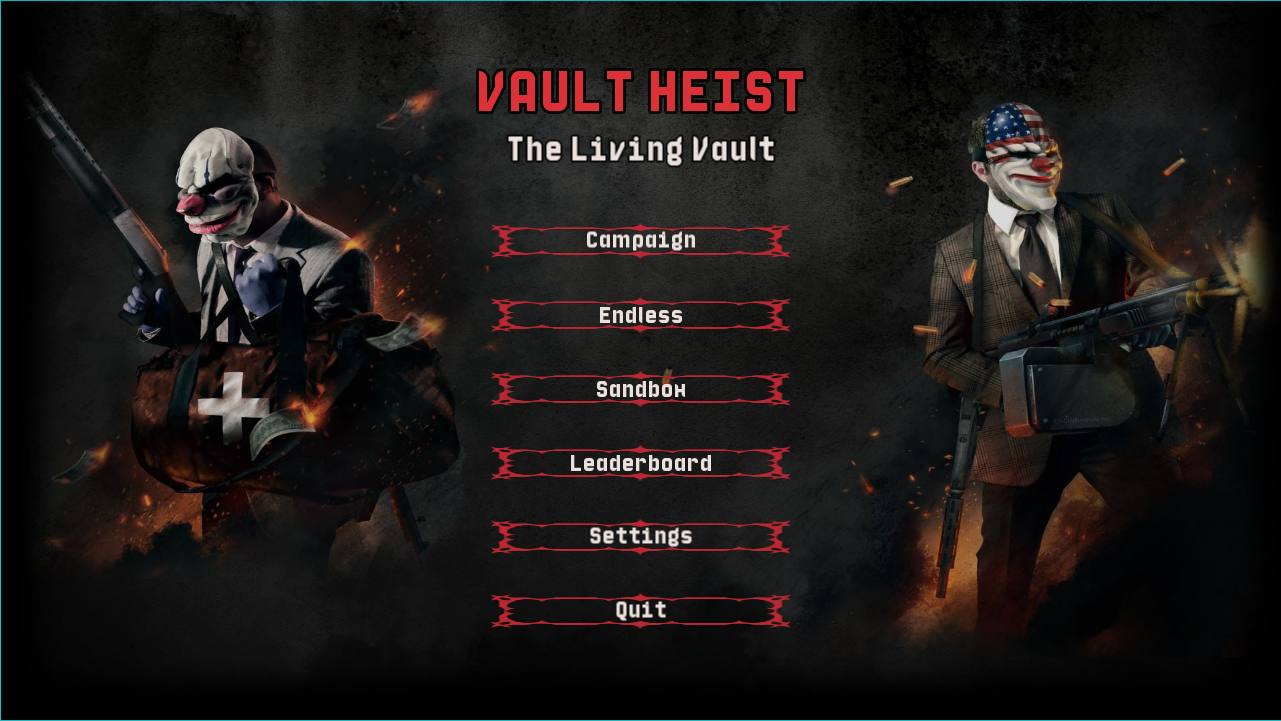 VAULT HEIST
The Living Vault
Campaign
Endless
Sandbox
Leaderboard
Settings
Quit